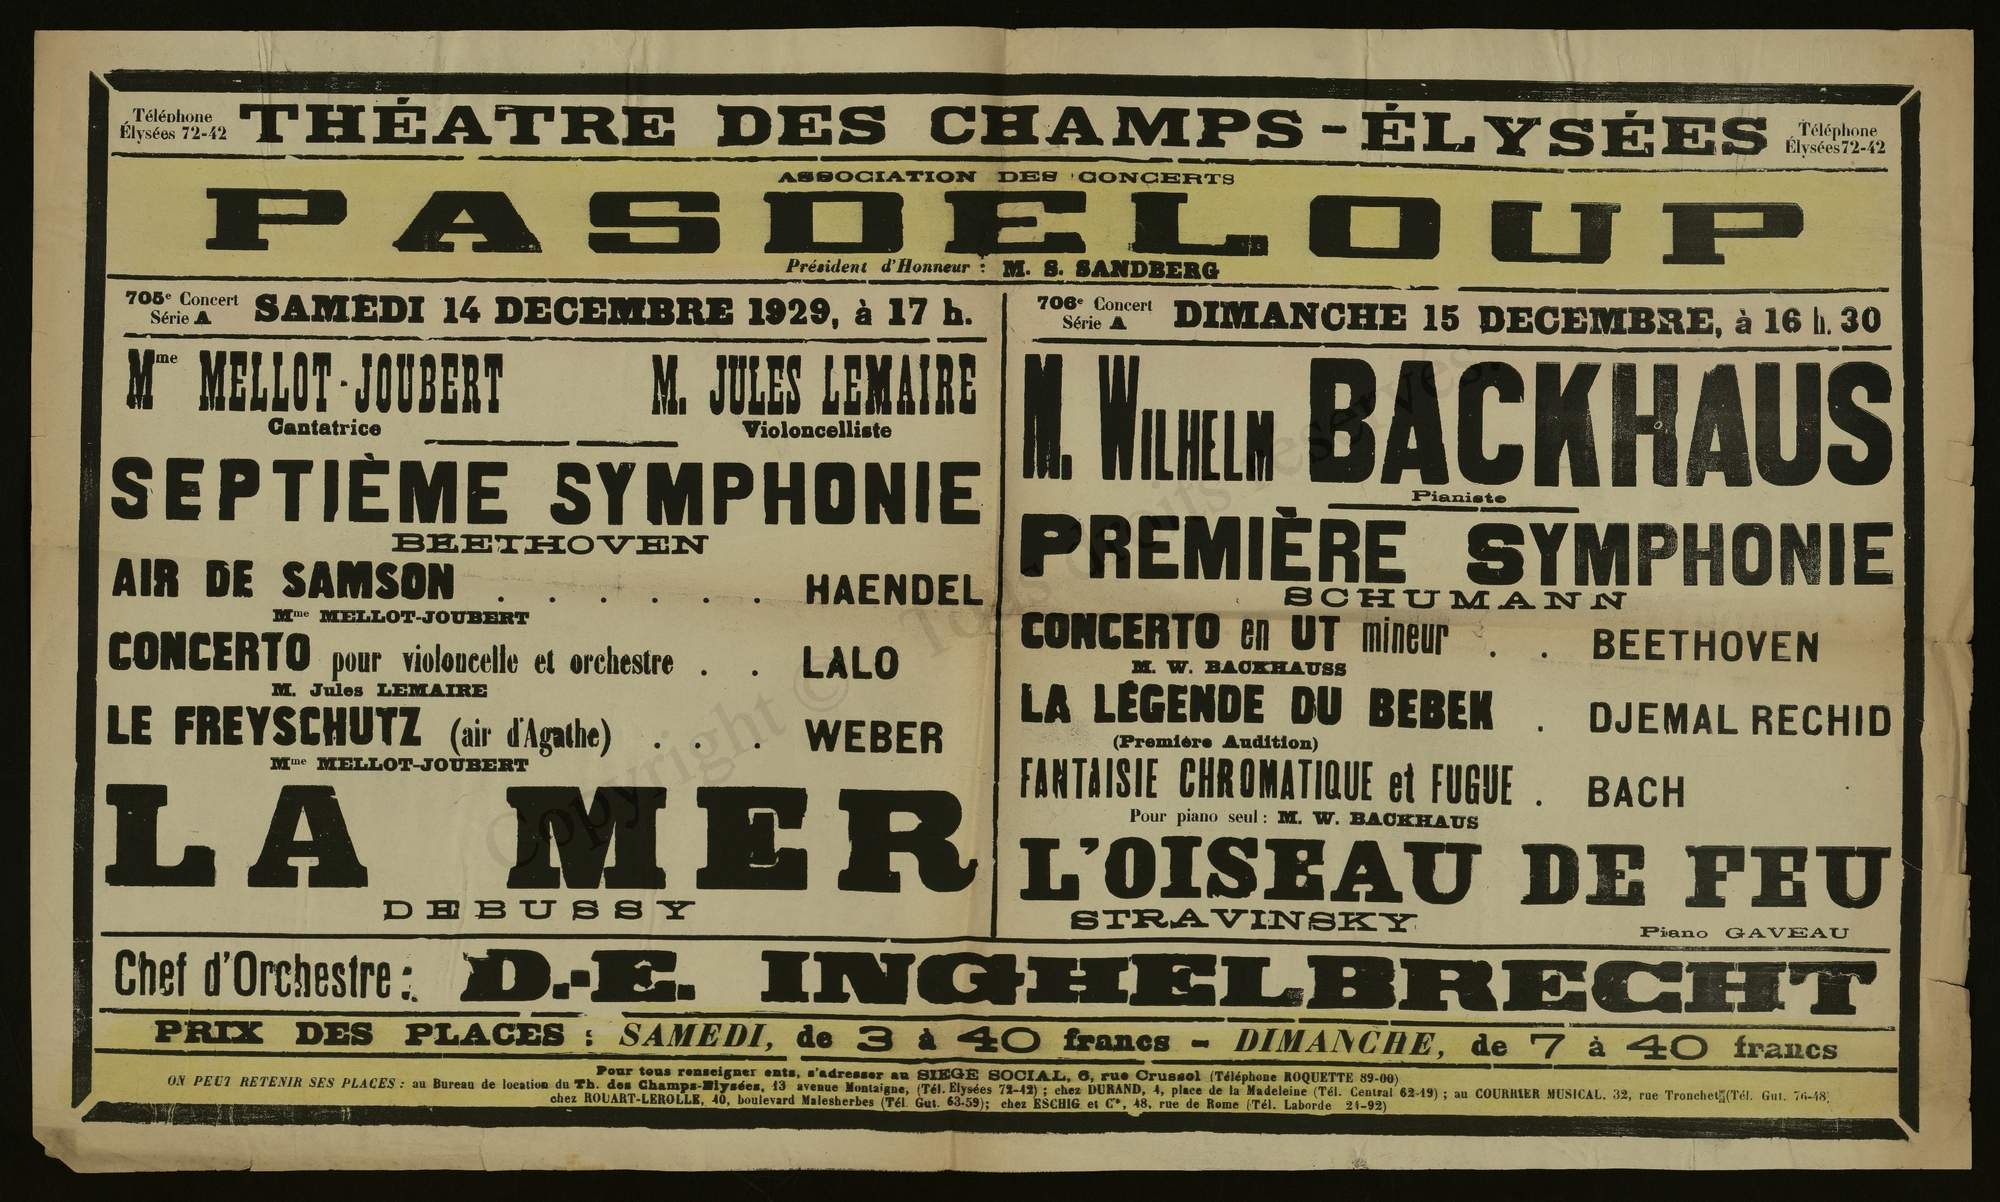 Téléphone
Élysées 72-42
THÉATRE DES CHAMPS-ÉLYSÉES
Téléphone
Élysées 72-42
ASSOCIATION DES CONCERTS
PASDELOUP
Président d'Honneur : M. S. SANDBERG
705e Concert
Série A
SAMEDI 14 DECEMBRE 1929, à 17 h.
Mme MELLOT-JOUBERT
Cantatrice
M. JULES LEMAIRE
Violoncelliste
SEPTIÈME SYMPHONIE
BEETHOVEN
AIR DE SAMSON . . . . . . HAENDEL
Mme MELLOT-JOUBERT
CONCERTO pour violoncelle et orchestre . . LALO
M. Jules LEMAIRE
LE FREYSCHUTZ (air d'Agathe) . . . WEBER
Mme MELLOT-JOUBERT
LA MER
DEBUSSY
706e Concert
Série A
DIMANCHE 15 DECEMBRE, à 16 h. 30
M. WILHELM BACKHAUS
Pianiste
PREMIÈRE SYMPHONIE
SCHUMANN
CONCERTO en UT mineur . . BEETHOVEN
M. W. BACKHAUSS
LA LÉGENDE DU BEBEK . DJEMAL RECHID
(Première Audition)
FANTAISIE CHROMATIQUE et FUGUE . BACH
Pour piano seul : M. W. BACKHAUS
L'OISEAU DE FEU
STRAVINSKY
Piano GAVEAU
Chef d'Orchestre : D.-E. INGHELBRECHT
PRIX DES PLACES : SAMEDI, de 3 à 40 francs - DIMANCHE, de 7 à 40 francs
Pour tous renseigner ents, s'adresser au SIEGE SOCIAL, 6, rue Crussol (Téléphone ROQUETTE 89-00)
ON PEUT RETENIR SES PLACES : au Bureau de location du Th. des Champs-Elysées, 13 avenue Montaigne, (Tél. Elysées 72-42) ; chez DURAND, 4, place de la Madeleine (Tél. Central 62-19) ; au COURRIER MUSICAL, 32, rue Tronchet (Tél. Gut. 76-48)
chez ROUART-LEROLLE, 40, boulevard Malesherbes (Tél. Gut. 63-59); chez ESCHIG et Cie, 48, rue de Rome (Tél. Laborde 21-92)
Copyright © Tous droits réservés.